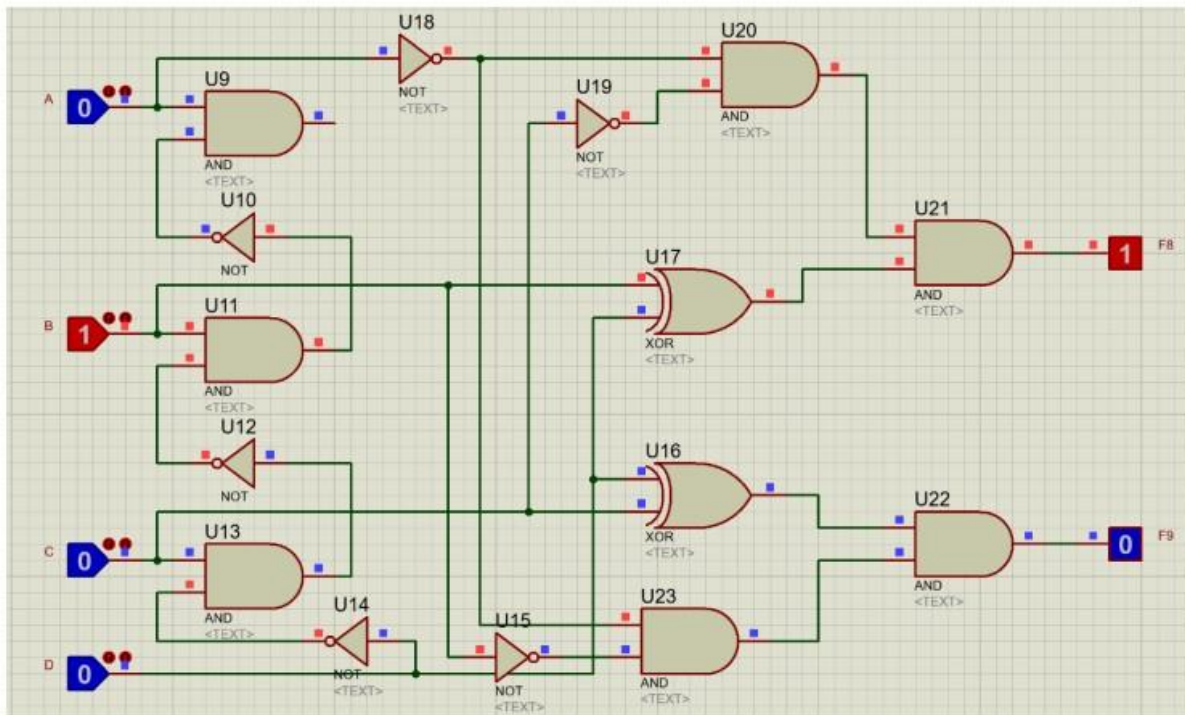 U18
NOT
<TEXT>
U20
AND
<TEXT>
A
0
U9
AND
<TEXT>
U19
NOT
<TEXT>
U10
NOT
U21
AND
<TEXT>
1
F8
U17
XOR
<TEXT>
B
1
U11
AND
<TEXT>
U12
NOT
U16
XOR
<TEXT>
U22
AND
<TEXT>
0
F9
C
0
U13
AND
<TEXT>
U14
NOT
<TEXT>
U15
NOT
<TEXT>
U23
AND
<TEXT>
D
0